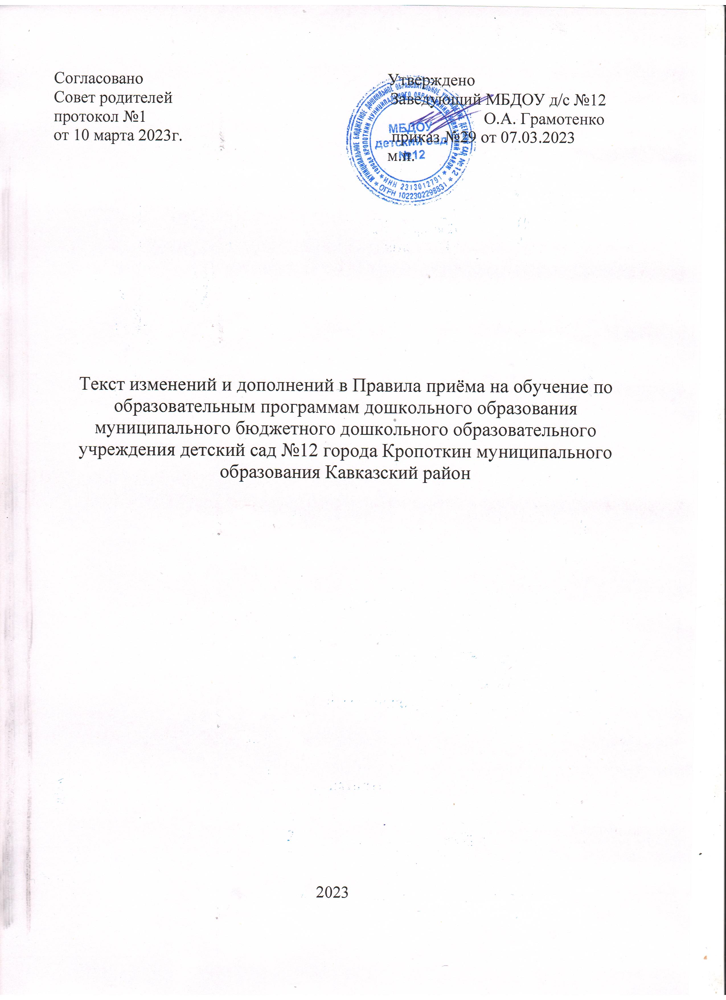 Согласовано
Совет родителей
протокол №1
от 10 марта 2023г.
Утверждено
Заведующий МБДОУ д/с №12
О.А. Грамотенко
приказ №29 от 07.03.2023
м.п.
МУНИЦИПАЛЬНОЕ БЮДЖЕТНОЕ ДОШКОЛЬНОЕ ОБРАЗОВАТЕЛЬНОЕ УЧРЕЖДЕНИЕ ДЕТСКИЙ САД №12 *
ОГРН 1022302298831 *
города КРОПОТКИН МУНИЦИПАЛЬНОГО ОБРАЗОВАНИЯ КАВКАЗСКИЙ РАЙОН *
ИНН 2313012791 *
МБДОУ
детский сад
№12
Текст изменений и дополнений в Правила приёма на обучение по
образовательным программам дошкольного образования
муниципального бюджетного дошкольного образовательного
учреждения детский сад №12 города Кропоткин муниципального
образования Кавказский район
2023